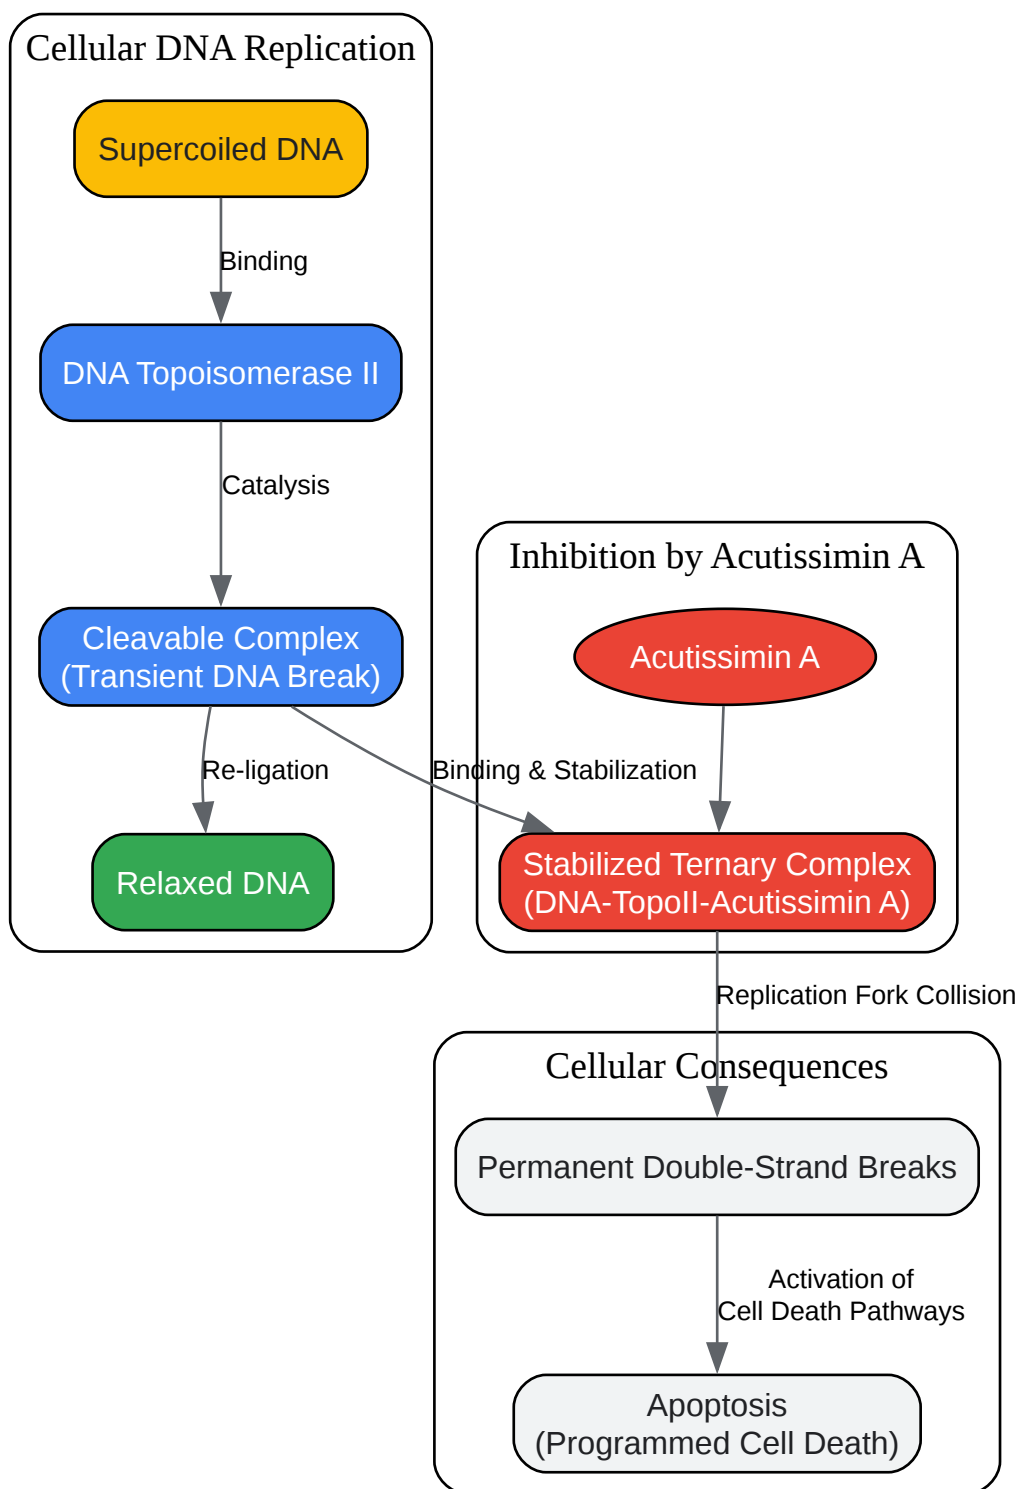 Cellular DNA Replication
Supercoiled DNA
Binding
DNA Topoisomerase II
Catalysis
Inhibition by Acutissimin A
Cleavable Complex
(Transient DNA Break)
Acutissimin A
Re-ligation
Binding & Stabilization
Relaxed DNA
Stabilized Ternary Complex
(DNA-TopoII-Acutissimin A)
Replication Fork Collision
Cellular Consequences
Permanent Double-Strand Breaks
Activation of
Cell Death Pathways
Apoptosis
(Programmed Cell Death)